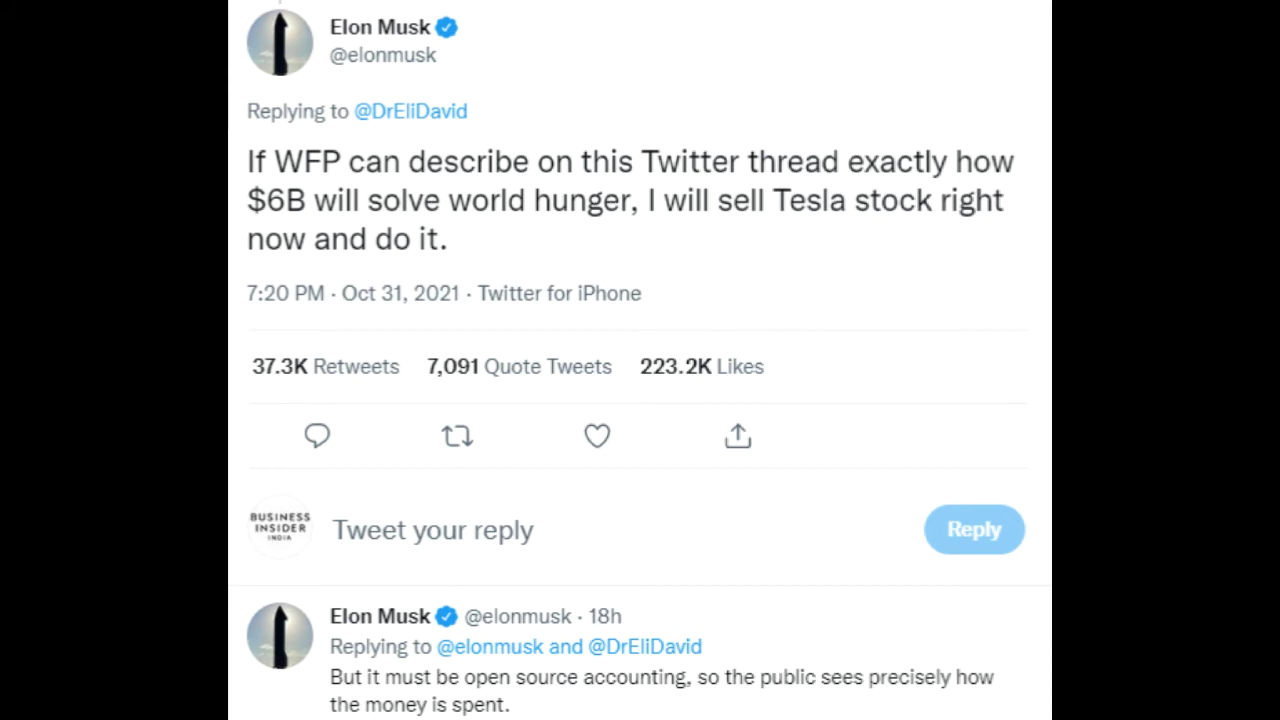 Elon Musk
@elonmusk
Replying to @DrEliDavid
If WFP can describe on this Twitter thread exactly how
$6B will solve world hunger, I will sell Tesla stock right
now and do it.
7:20 PM · Oct 31, 2021 · Twitter for iPhone
37.3K Retweets 7,091 Quote Tweets 223.2K Likes
BUSINESS
INSIDER
INDIA
Tweet your reply
Reply
Elon Musk @elonmusk · 18h
Replying to @elonmusk and @DrEliDavid
But it must be open source accounting, so the public sees precisely how
the money is spent.